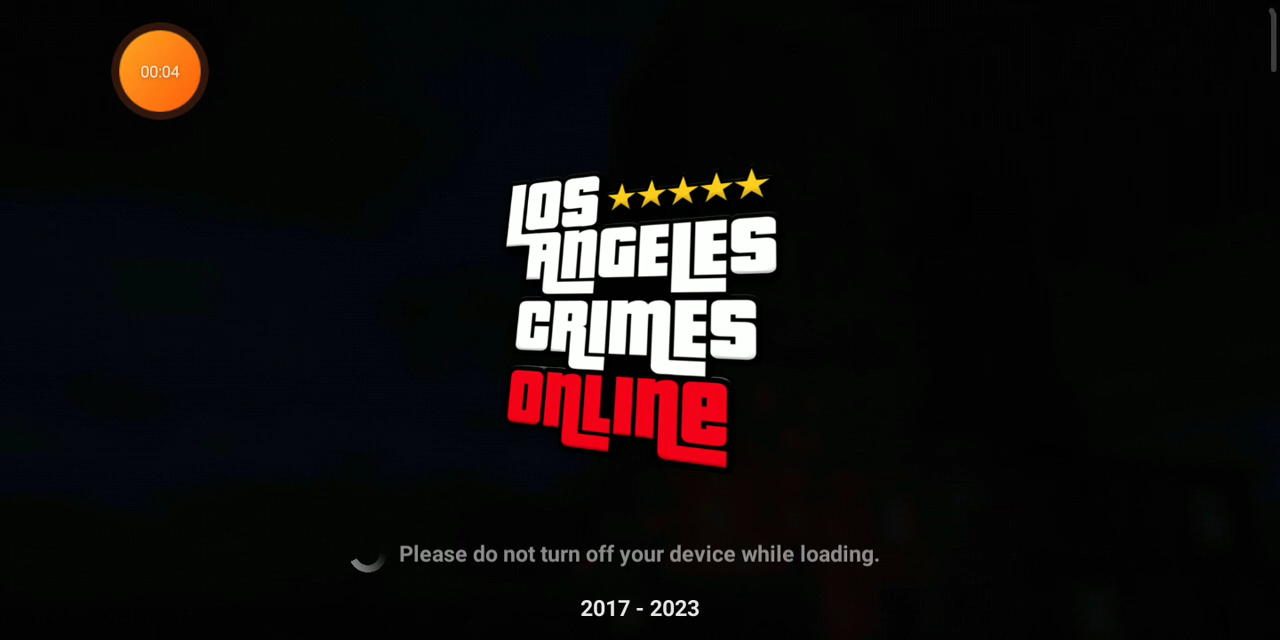 00:04
LOS
ANGELES
CRIMES
ONLINE
Please do not turn off your device while loading.
2017 - 2023